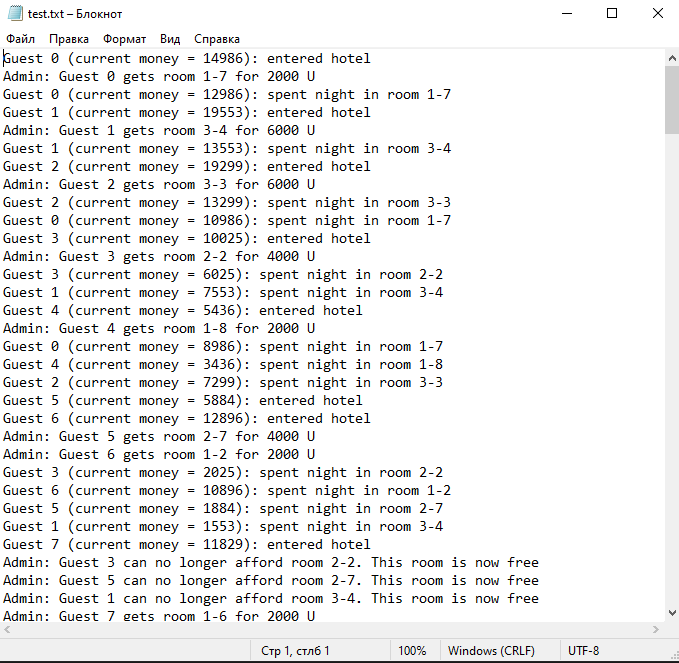 test.txt – Блокнот
Файл Правка Формат Вид Справка
Guest 0 (current money = 14986): entered hotel
Admin: Guest 0 gets room 1-7 for 2000 U
Guest 0 (current money = 12986): spent night in room 1-7
Guest 1 (current money = 19553): entered hotel
Admin: Guest 1 gets room 3-4 for 6000 U
Guest 1 (current money = 13553): spent night in room 3-4
Guest 2 (current money = 19299): entered hotel
Admin: Guest 2 gets room 3-3 for 6000 U
Guest 2 (current money = 13299): spent night in room 3-3
Guest 0 (current money = 10986): spent night in room 1-7
Guest 3 (current money = 10025): entered hotel
Admin: Guest 3 gets room 2-2 for 4000 U
Guest 3 (current money = 6025): spent night in room 2-2
Guest 1 (current money = 7553): spent night in room 3-4
Guest 4 (current money = 5436): entered hotel
Admin: Guest 4 gets room 1-8 for 2000 U
Guest 0 (current money = 8986): spent night in room 1-7
Guest 4 (current money = 3436): spent night in room 1-8
Guest 2 (current money = 7299): spent night in room 3-3
Guest 5 (current money = 5884): entered hotel
Guest 6 (current money = 12896): entered hotel
Admin: Guest 5 gets room 2-7 for 4000 U
Admin: Guest 6 gets room 1-2 for 2000 U
Guest 3 (current money = 2025): spent night in room 2-2
Guest 6 (current money = 10896): spent night in room 1-2
Guest 5 (current money = 1884): spent night in room 2-7
Guest 1 (current money = 1553): spent night in room 3-4
Guest 7 (current money = 11829): entered hotel
Admin: Guest 3 can no longer afford room 2-2. This room is now free
Admin: Guest 5 can no longer afford room 2-7. This room is now free
Admin: Guest 1 can no longer afford room 3-4. This room is now free
Admin: Guest 7 gets room 1-6 for 2000 U
Стр 1, стлб 1 100% Windows (CRLF) UTF-8